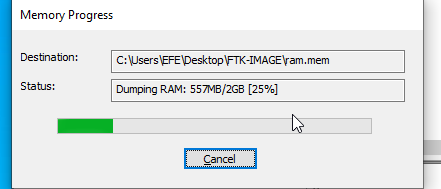 Memory Progress
Destination: C:\Users\EFE\Desktop\FTK-IMAGE\ram.mem
Status: Dumping RAM: 557MB/2GB [25%]
Cancel